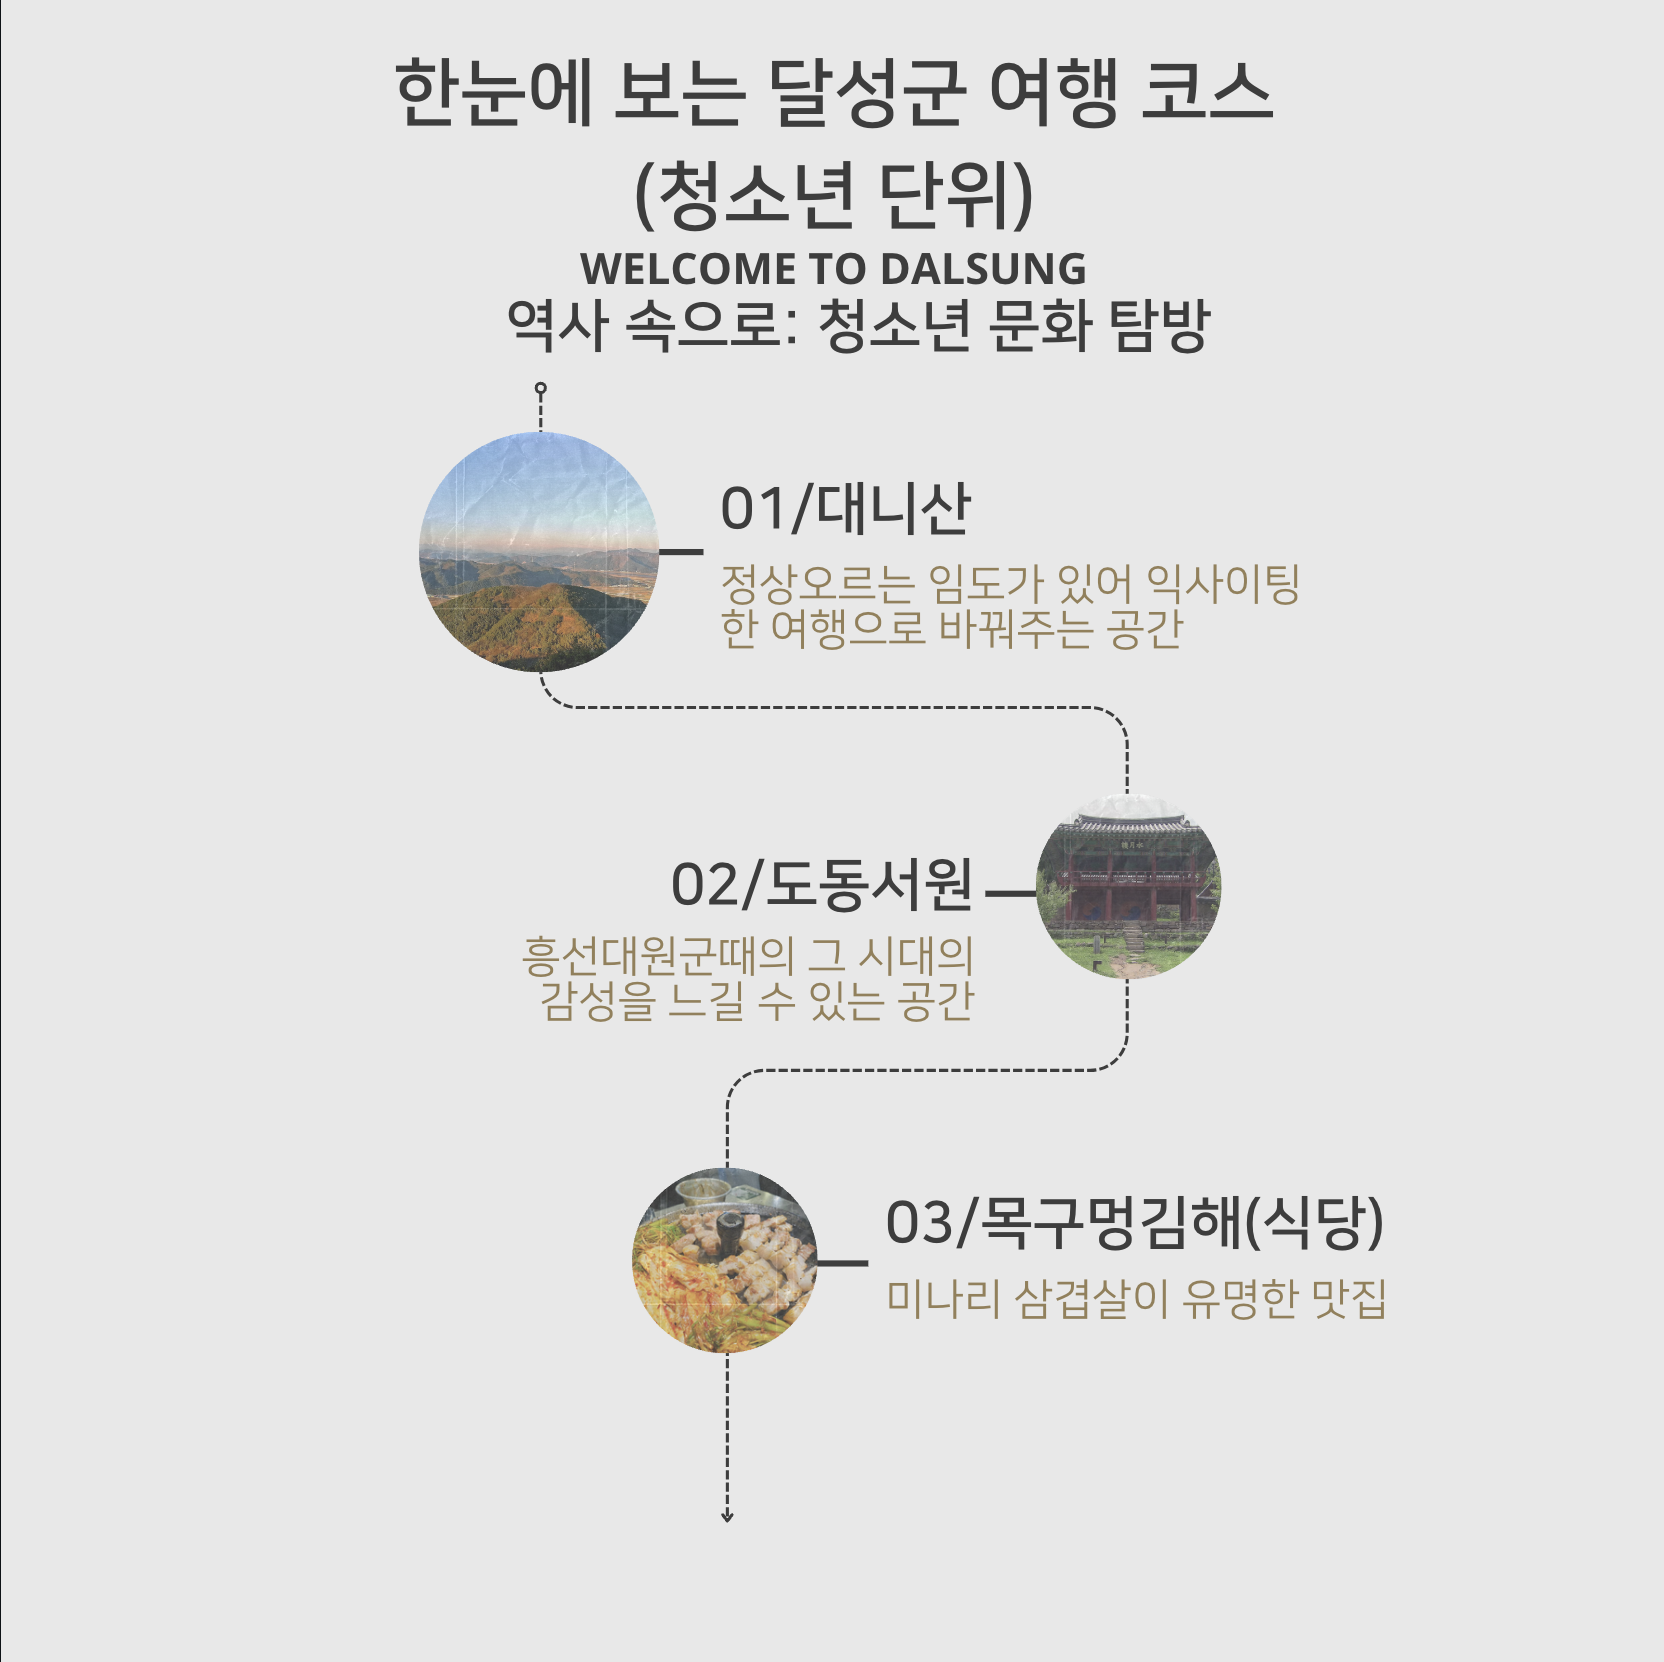 한눈에 보는 달성군 여행 코스
(청소년 단위)
WELCOME TO DALSUNG
역사 속으로: 청소년 문화 탐방
01/대니산
정상오르는 임도가 있어 익사이팅
한 여행으로 바꿔주는 공간
02/도동서원
흥선대원군때의 그 시대의
감성을 느길 수 있는 공간
03/목구멍김해(식당)
미나리 삼겹살이 유명한 맛집